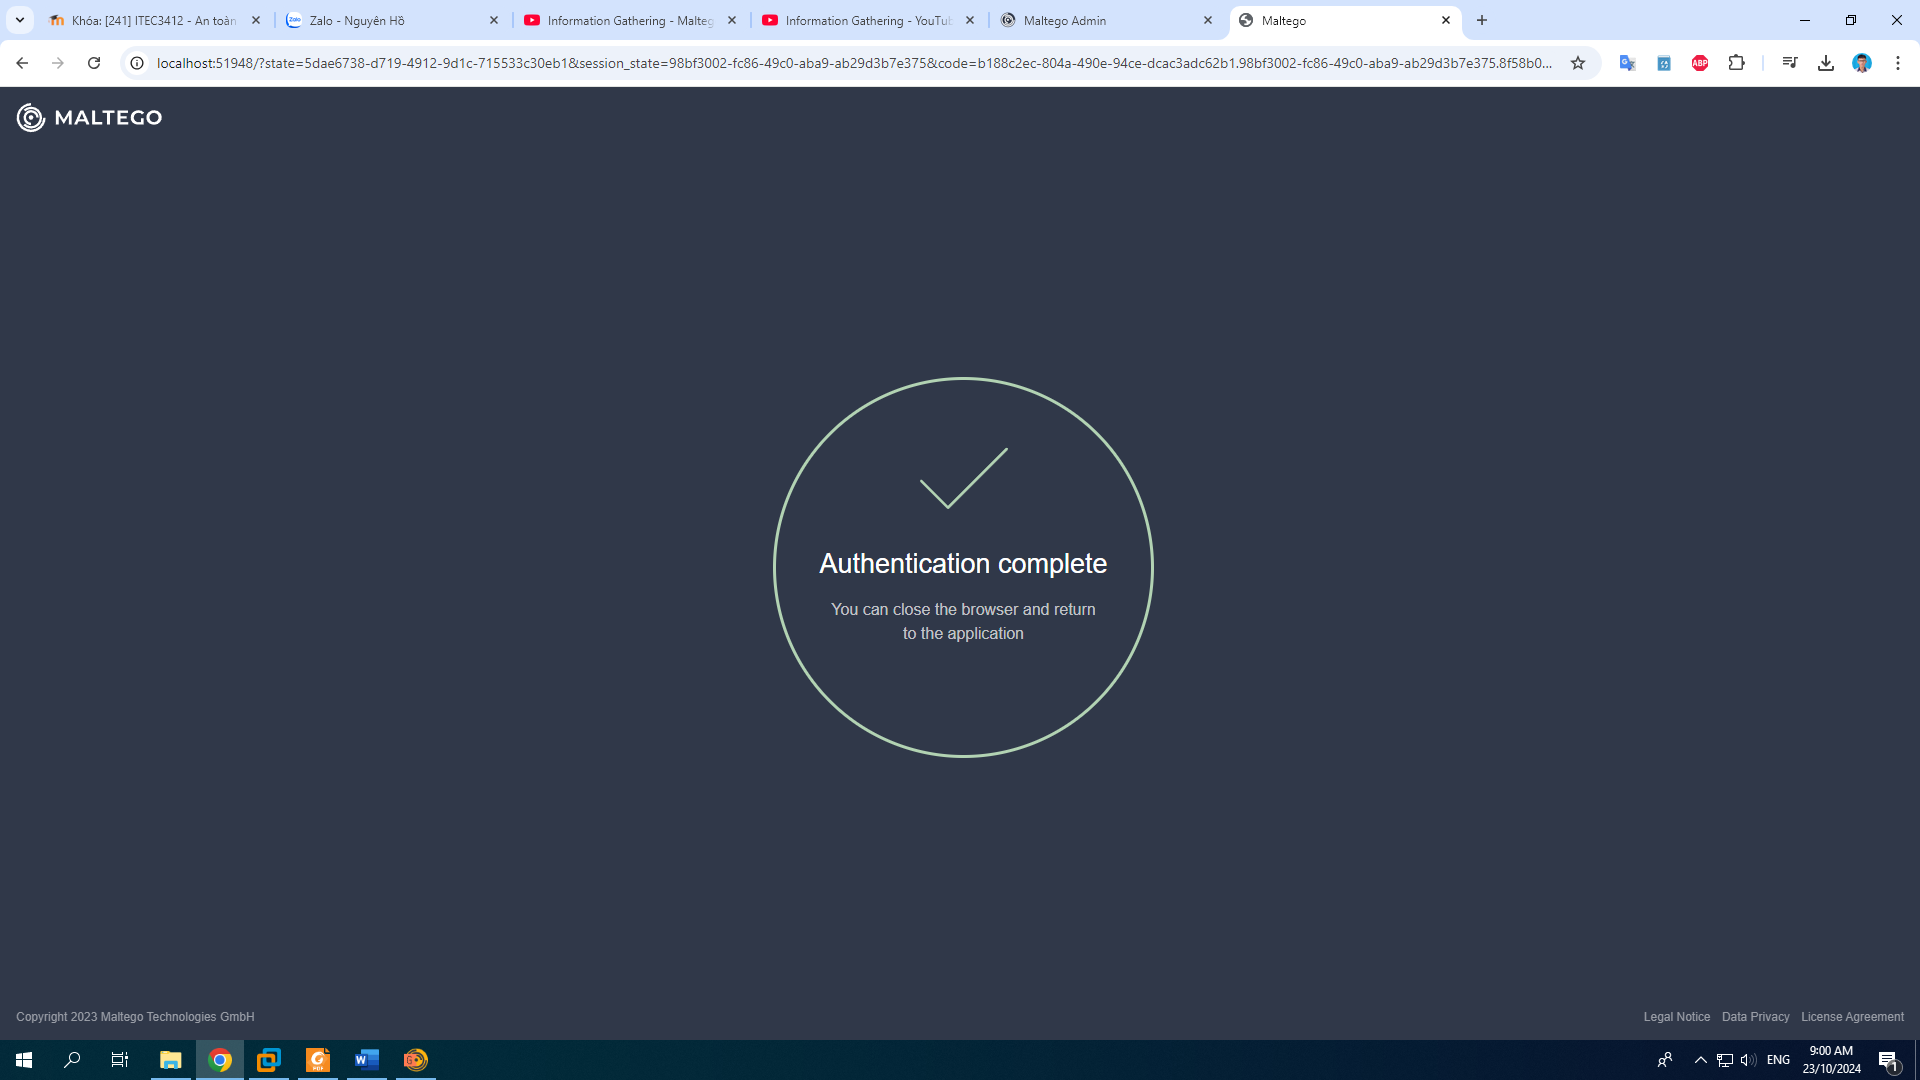 Khóa: [241] ITEC3412 - An toàn
Zalo - Nguyên Hồ
Information Gathering - Malteg
Information Gathering - YouTub
Maltego Admin
Maltego
localhost:51948/?state=5dae6738-d719-4912-9d1c-715533c30eb1&session_state=98bf3002-fc86-49c0-aba9-ab29d3b7e375&code=b188c2ec-804a-490e-94ce-dcac3adc62b1.98bf3002-fc86-49c0-aba9-ab29d3b7e375.8f58b0...
ABP
MALTEGO
Authentication complete
You can close the browser and return
to the application
Copyright 2023 Maltego Technologies GmbH
Legal Notice Data Privacy License Agreement
ENG
9:00 AM
23/10/2024
1